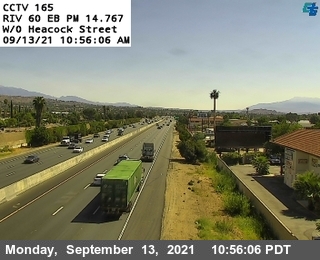 CCTV 165
RIV 60 EB PM 14.767
W/O Heacock Street
09/13/21 10:56:06 AM
Monday, September 13, 2021 10:56:06 PDT